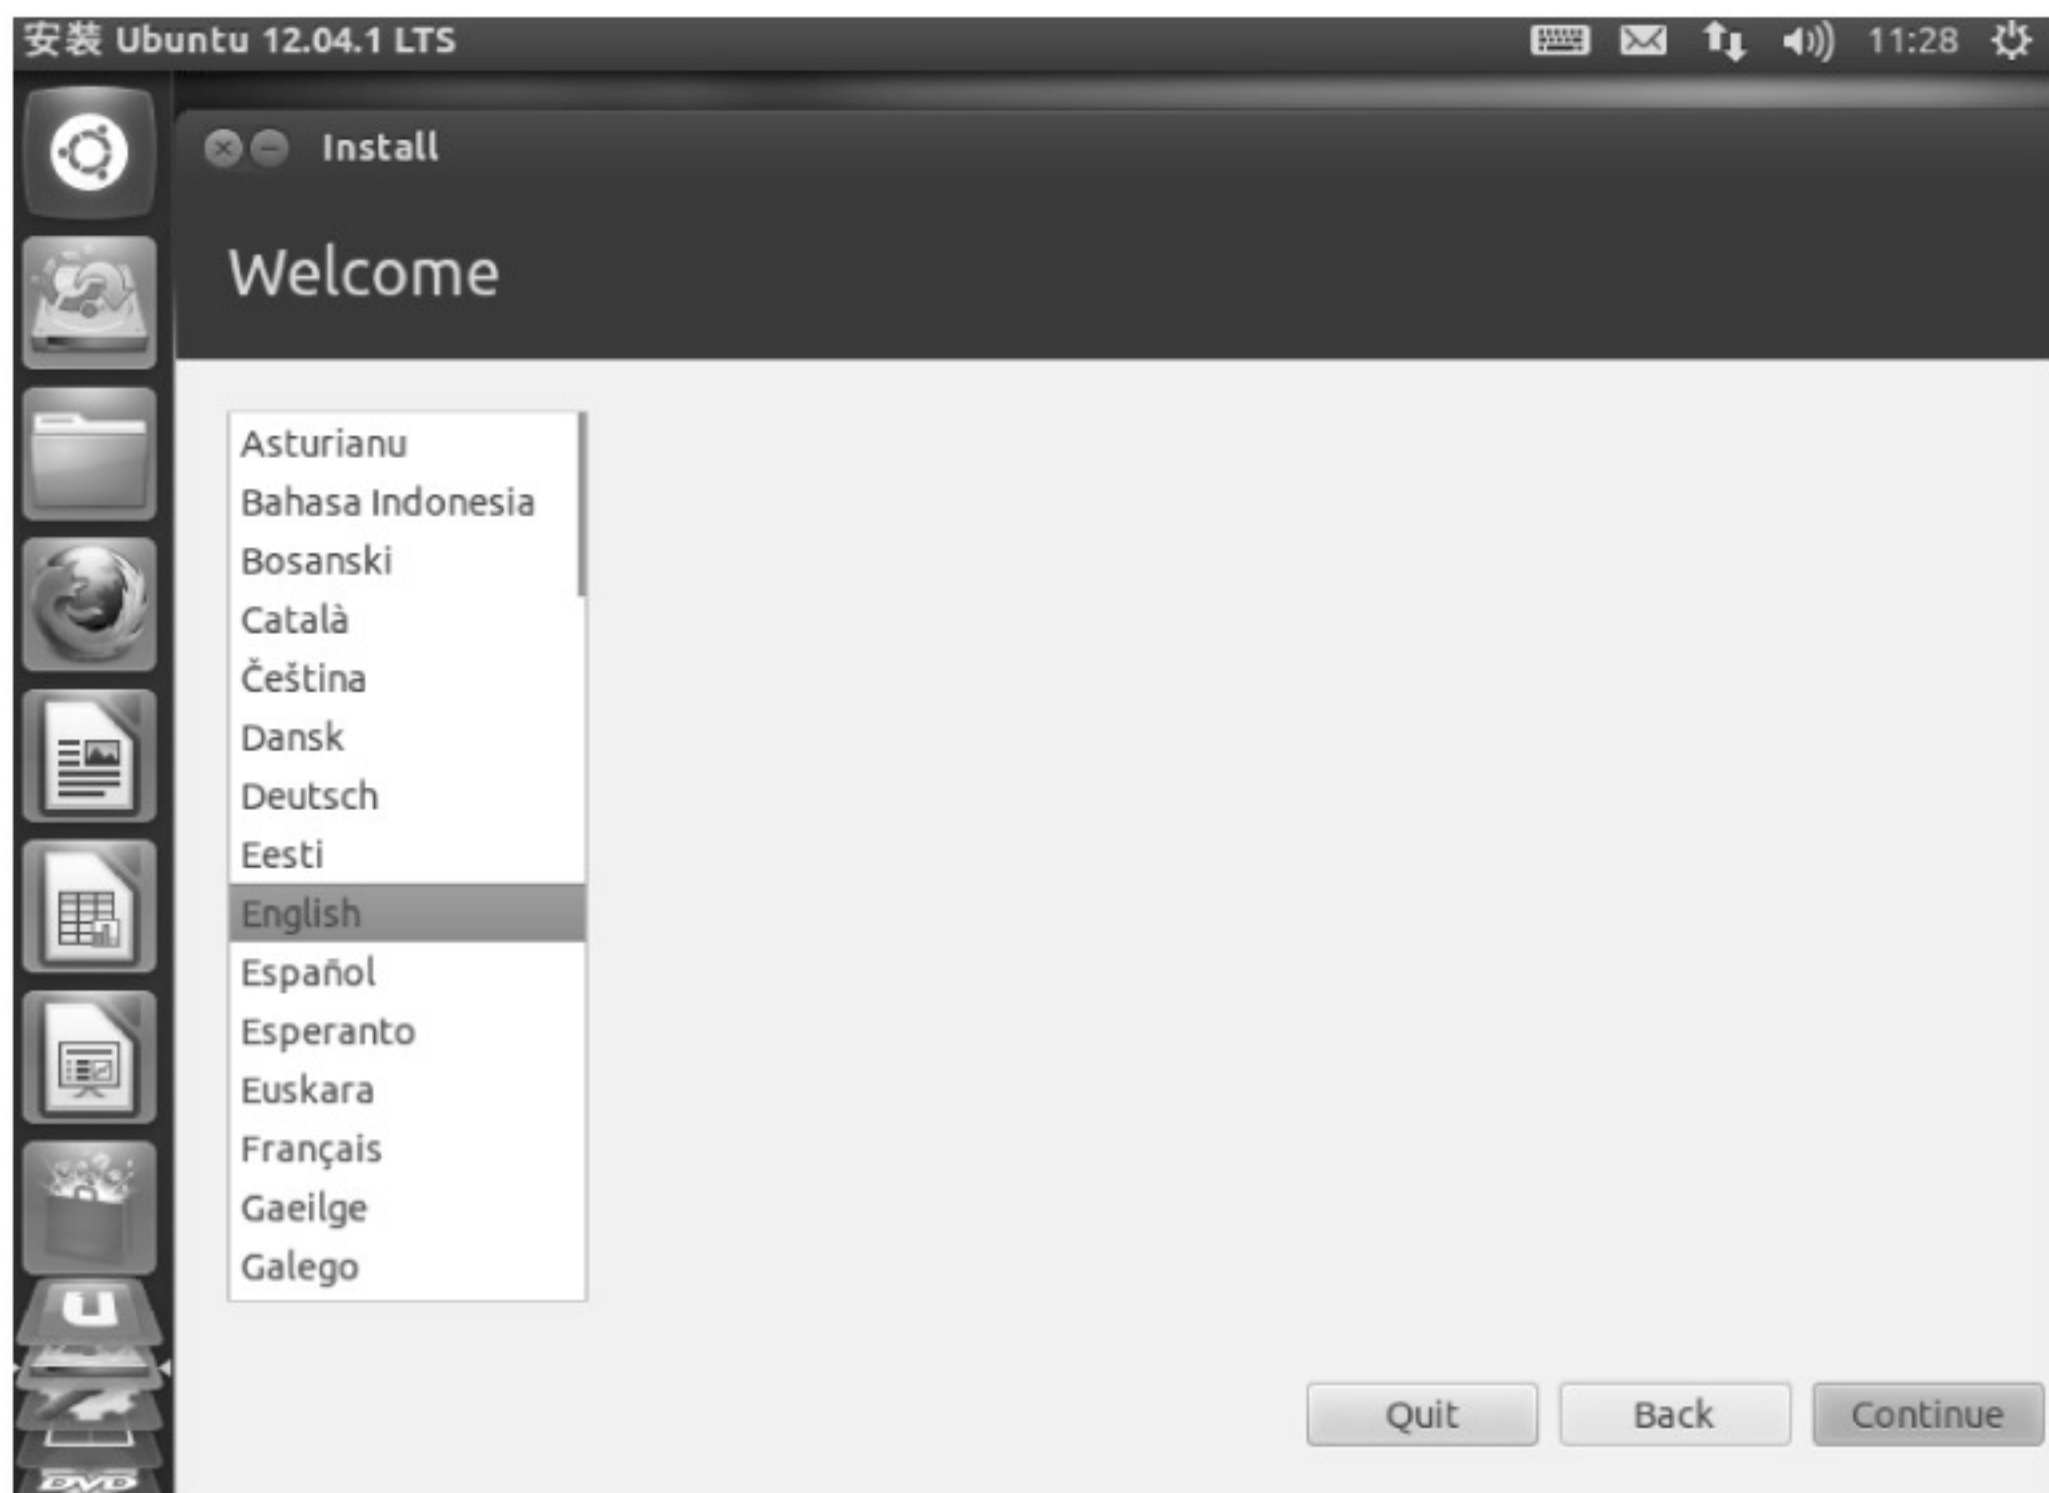 安装 Ubuntu 12.04.1 LTS
11:28
Install
Welcome
Asturianu
Bahasa Indonesia
Bosanski
Català
Čeština
Dansk
Deutsch
Eesti
English
Español
Esperanto
Euskara
Français
Gaeilge
Galego
Quit
Back
Continue
U
DVD